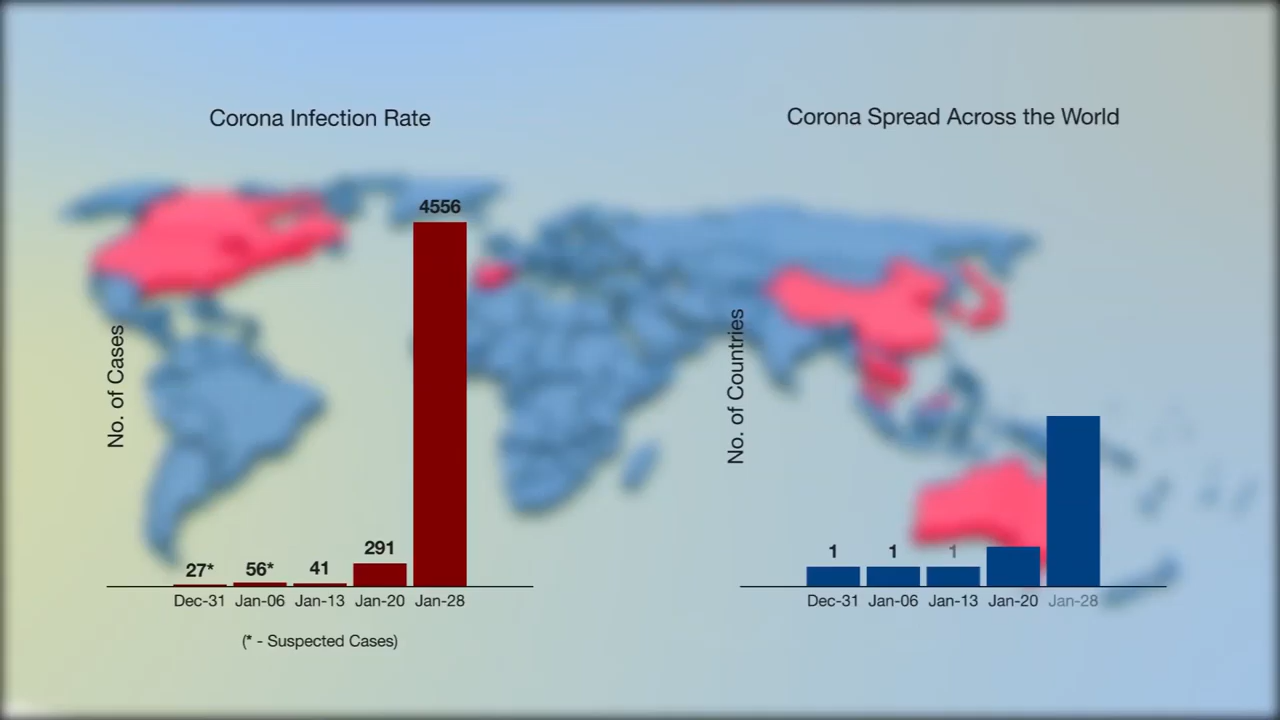 Corona Infection Rate
No. of Cases
27*
56*
41
291
4556
Dec-31 Jan-06 Jan-13 Jan-20 Jan-28
(* - Suspected Cases)
Corona Spread Across the World
No. of Countries
1 1 1
Dec-31 Jan-06 Jan-13 Jan-20 Jan-28